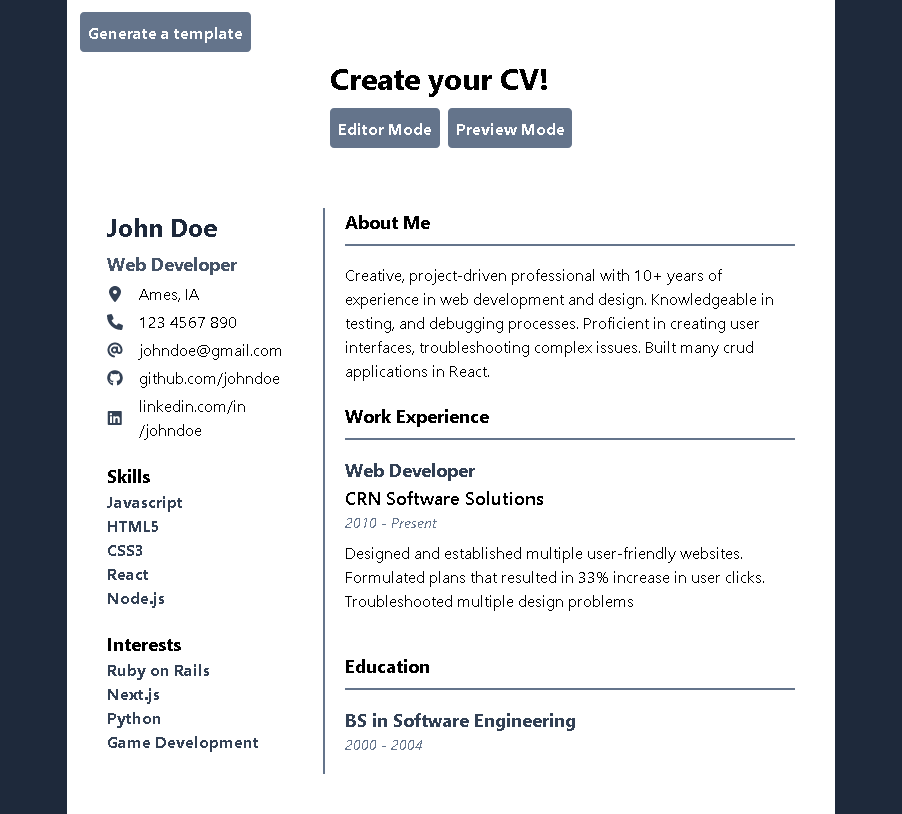 Generate a template
Create your CV!
Editor Mode
Preview Mode
John Doe
Web Developer
Ames, IA
123 4567 890
johndoe@gmail.com
github.com/johndoe
linkedin.com/in
/johndoe
Skills
Javascript
HTML5
CSS3
React
Node.js
Interests
Ruby on Rails
Next.js
Python
Game Development
About Me
Creative, project-driven professional with 10+ years of
experience in web development and design. Knowledgeable in
testing, and debugging processes. Proficient in creating user
interfaces, troubleshooting complex issues. Built many crud
applications in React.
Work Experience
Web Developer
CRN Software Solutions
2010 - Present
Designed and established multiple user-friendly websites.
Formulated plans that resulted in 33% increase in user clicks.
Troubleshooted multiple design problems
Education
BS in Software Engineering
2000 - 2004